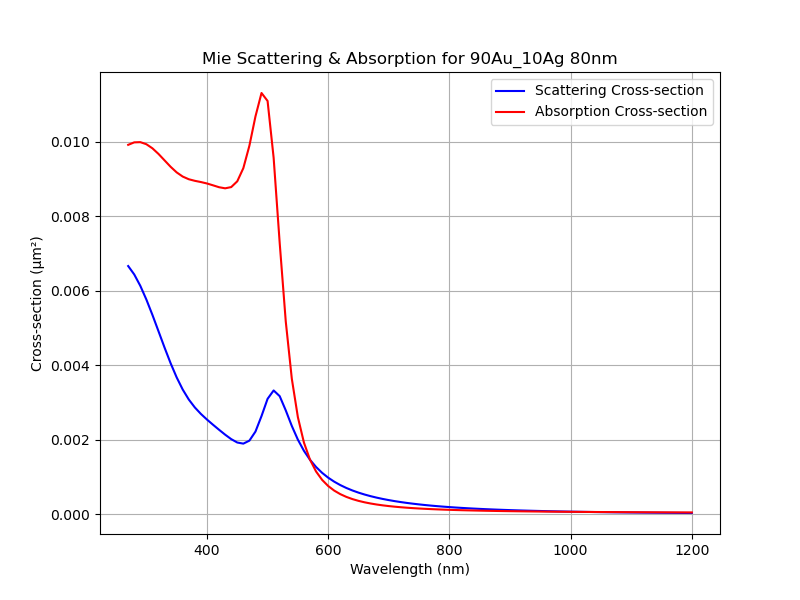 Mie Scattering & Absorption for 90Au_10Ag 80nm
Scattering Cross-section
Absorption Cross-section
Cross-section (μm²)
0.010
0.008
0.006
0.004
0.002
0.000
400 600 800 1000 1200
Wavelength (nm)